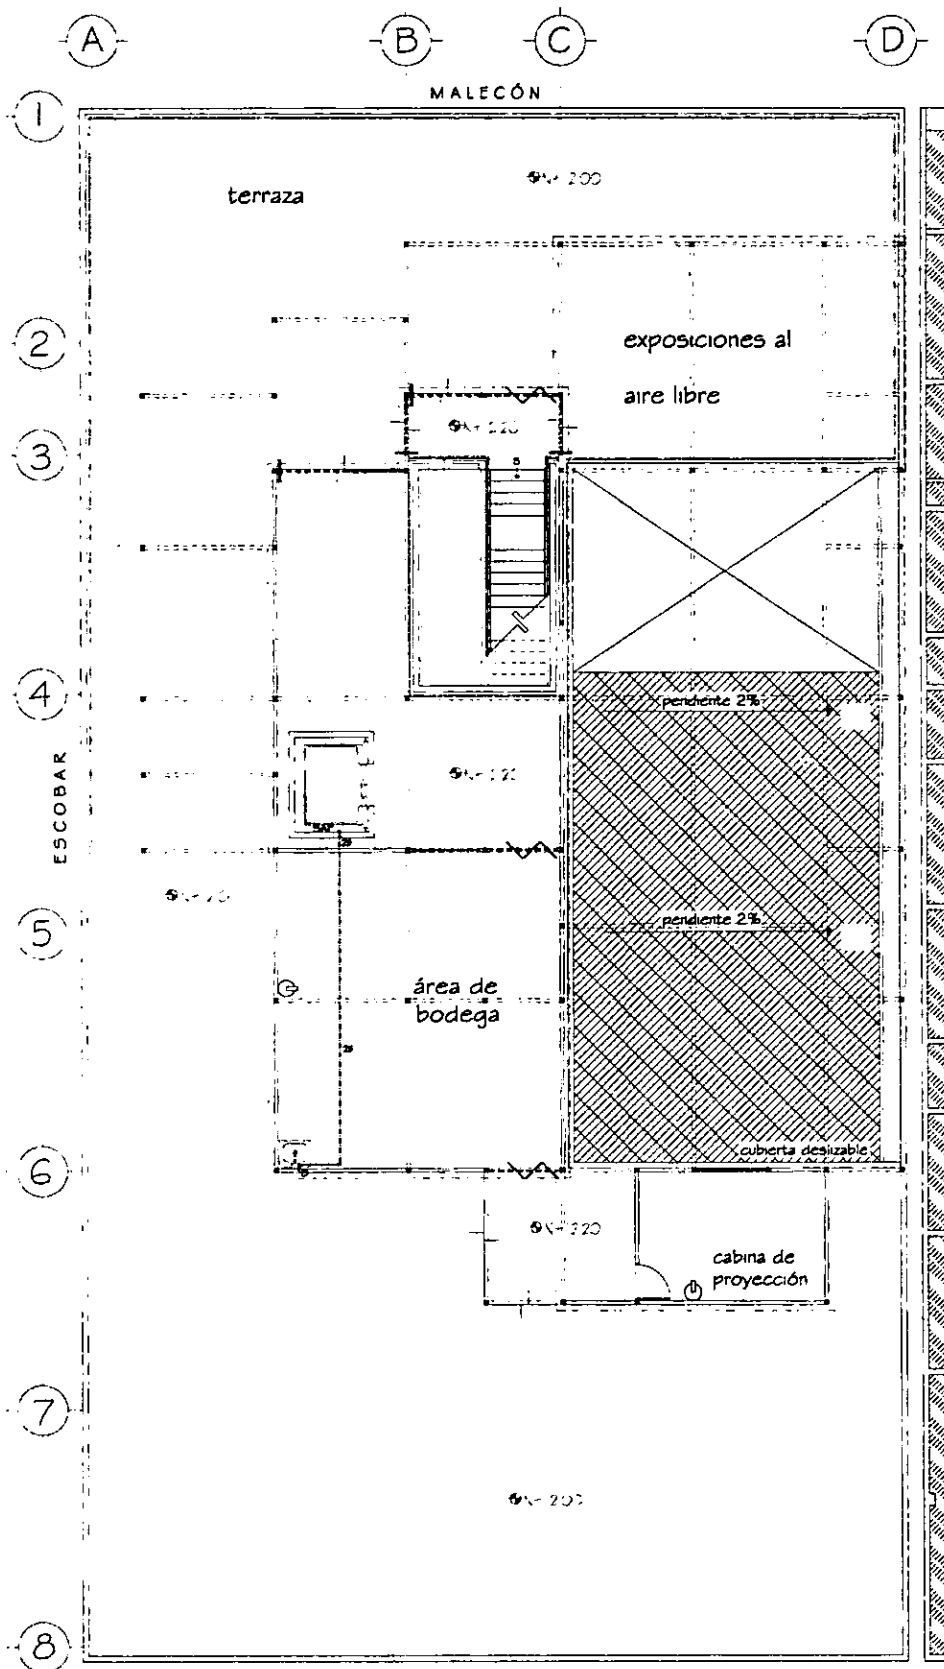 A B C D
MALECÓN
1
terraza
2
exposiciones al
aire libre
3
4
pendiente 2%
ESCOBAR
5
pendiente 2%
área de
bodega
cubierta deslizable
6
cabina de
proyección
7
8